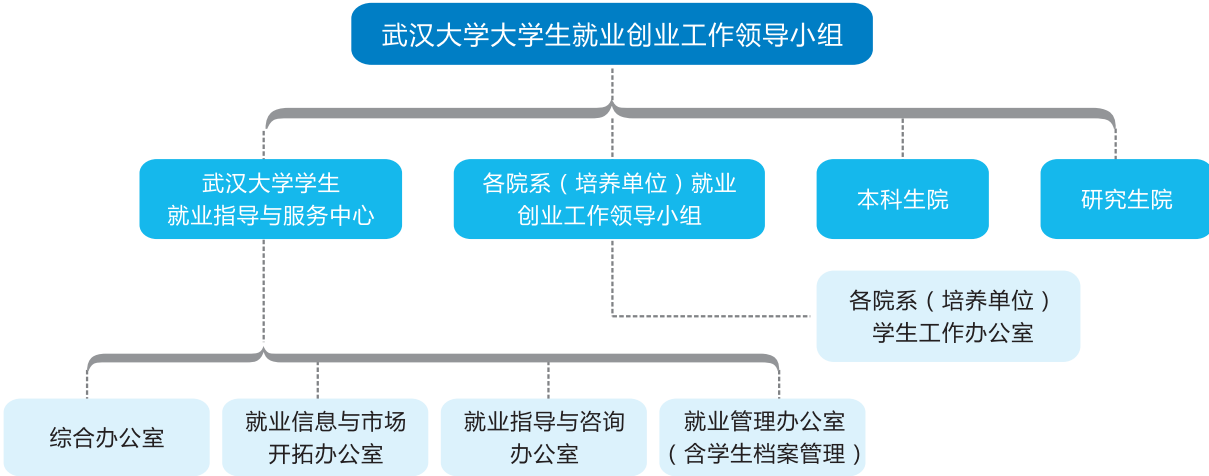 武汉大学大学生就业创业工作领导小组
武汉大学学生
就业指导与服务中心
各院系（培养单位）就业
创业工作领导小组
本科生院
研究生院
各院系（培养单位）
学生工作办公室
综合办公室
就业信息与市场
开拓办公室
就业指导与咨询
办公室
就业管理办公室
（含学生档案管理）